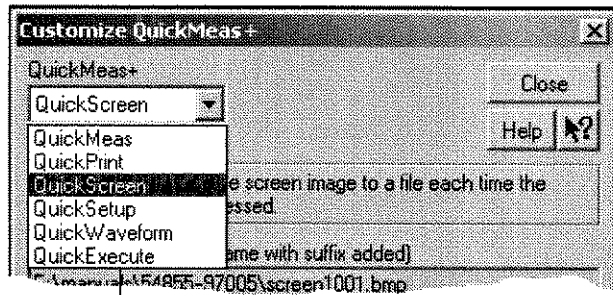 Customize QuickMeas+
QuickMeas+
Close
QuickScreen
Help
QuickMeas
QuickPrint
QuickScreen e screen image to a file each time the
QuickSetup essed.
QuickWaveform
QuickExecute ame with suffix added)
\manuals\54855-97005\screen1001.bmp